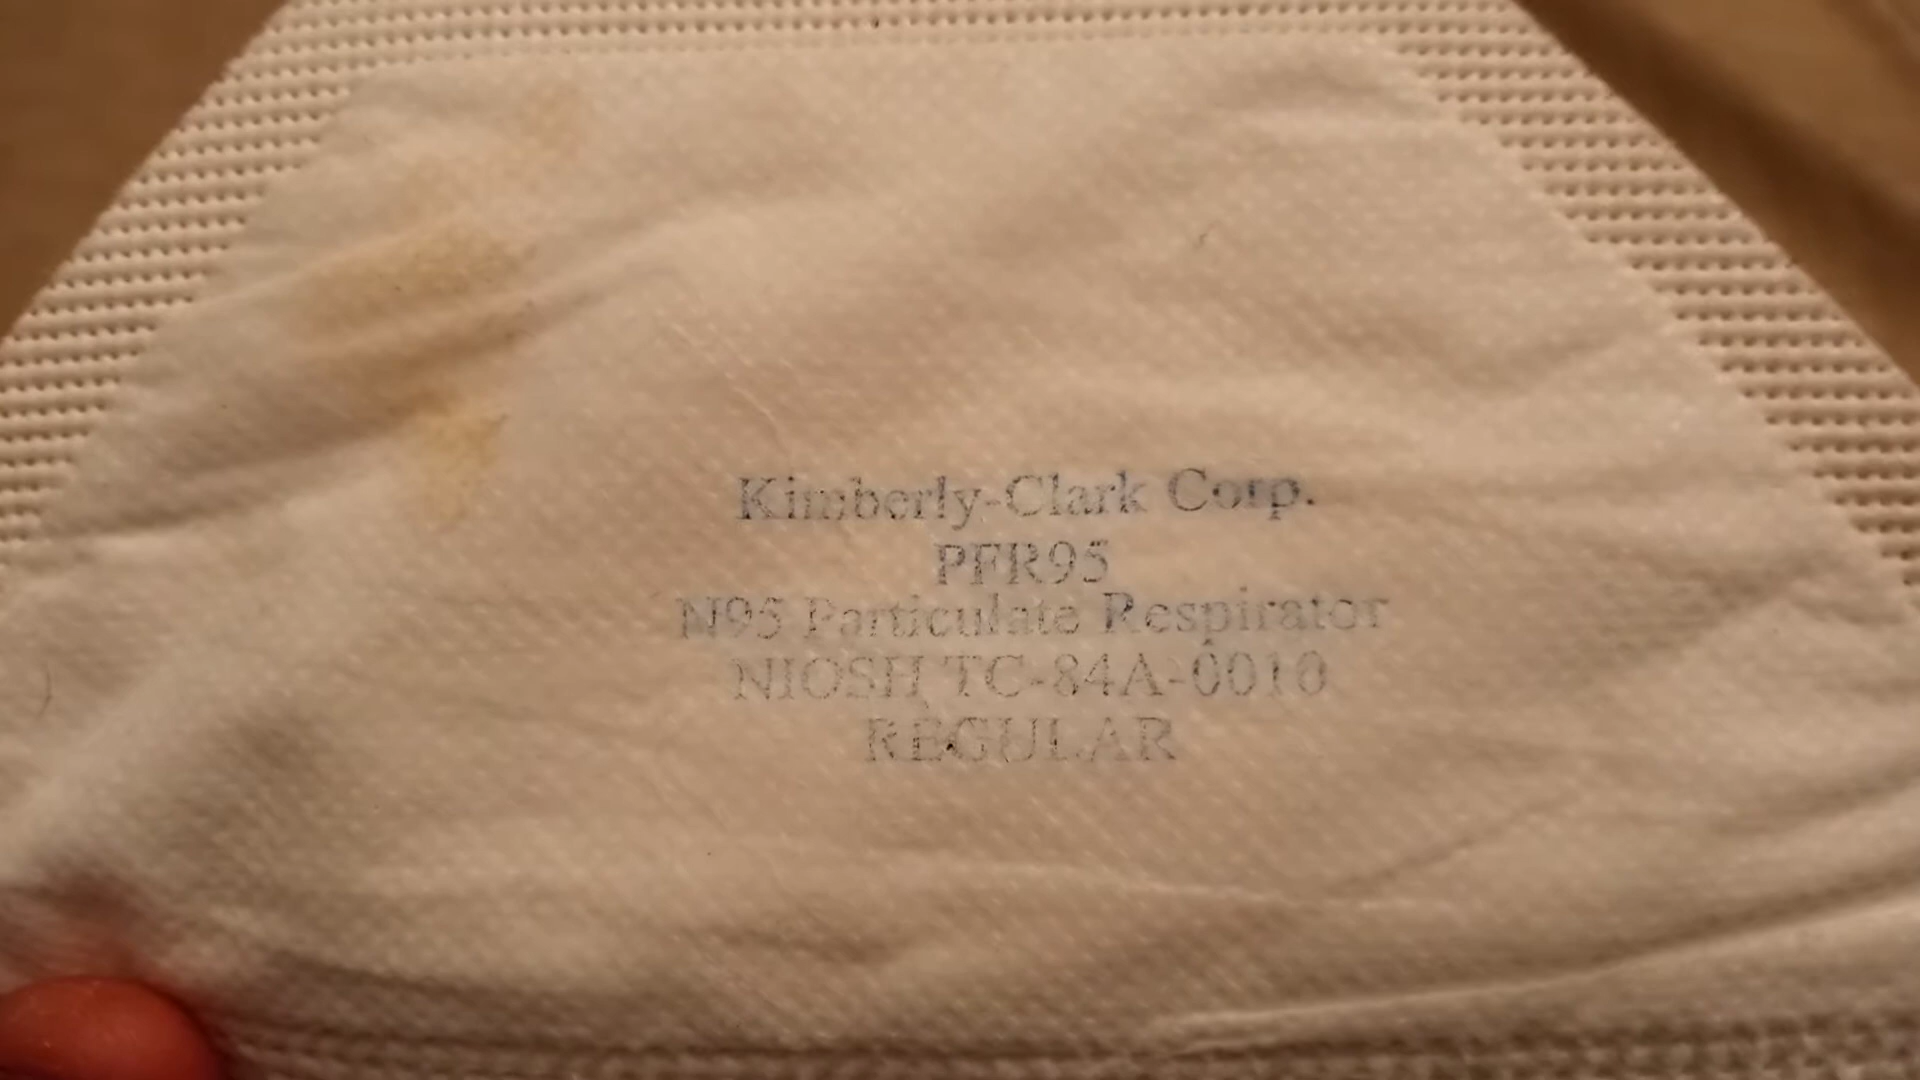 Kimberly-Clark Corp.
PFR95
N95 Particulate Respirator
NIOSH TC-84A-0010
REGULAR